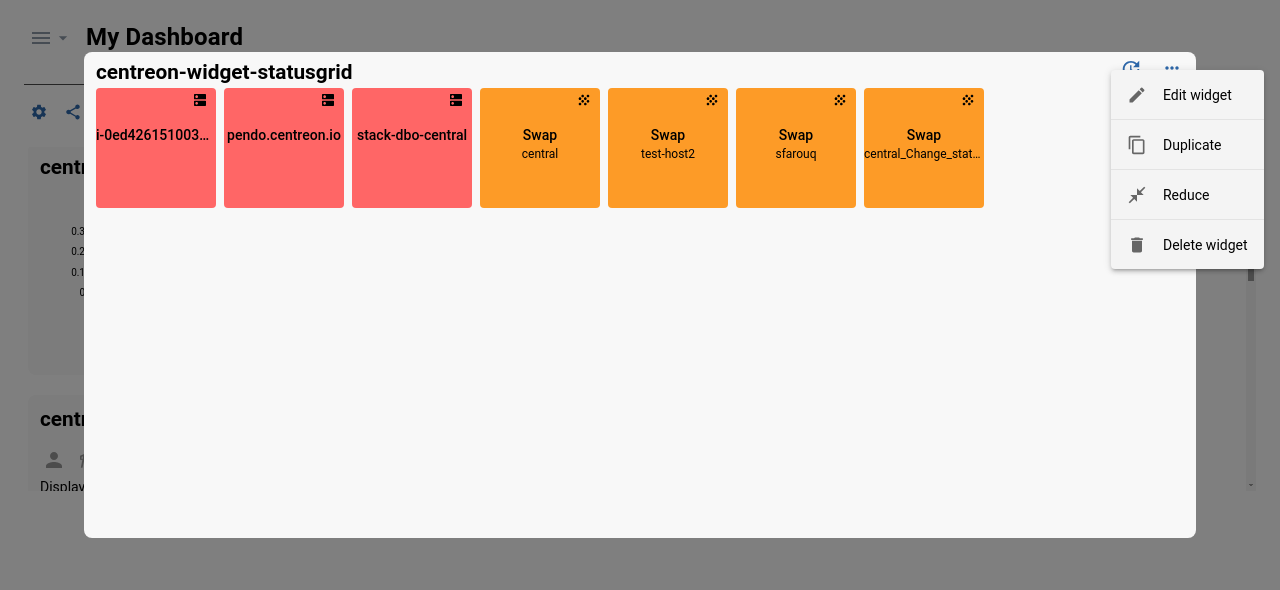 My Dashboard
centreon-widget-statusgrid
i-0ed426151003...
pendo.centreon.io
stack-dbo-central
Swap
central
Swap
test-host2
Swap
sfarouq
Swap
central_Change_stat...
Edit widget
Duplicate
Reduce
Delete widget
centr
0.3
0.2
0.1
0
centr
Display